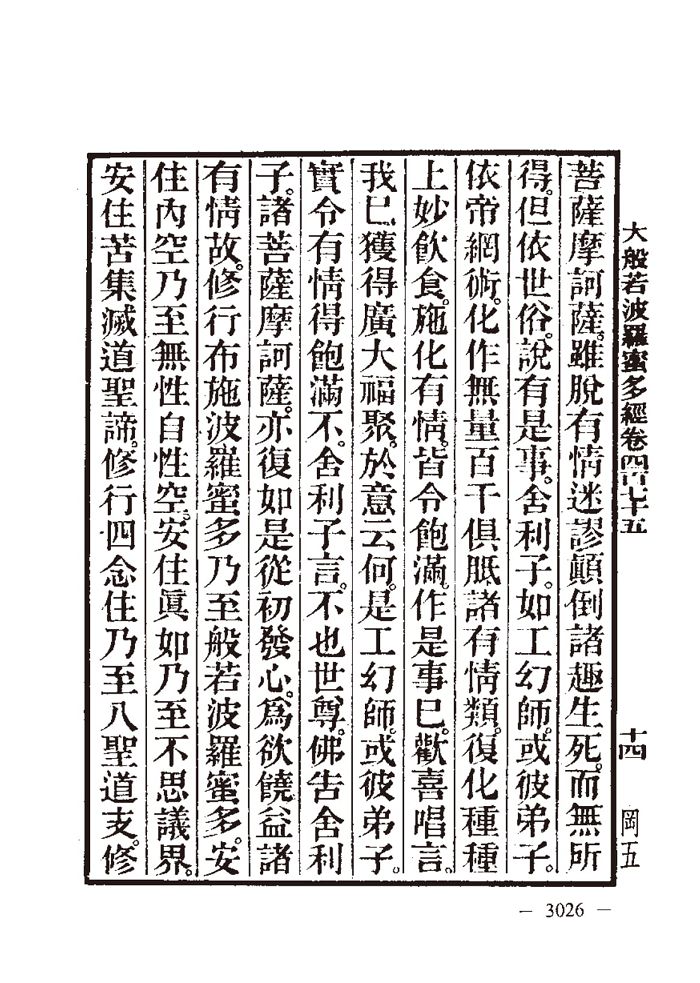 大般若波羅蜜多經卷四百七十五　十四　岡五
菩薩摩訶薩。雖脫有情迷謬顛倒諸趣生死。而無所
得。但依世俗。說有是事。舍利子。如工幻師。或彼弟子。
依帝網術。化作無量百千俱胝諸有情類。復化種種
上妙飲食。施化有情。皆令飽滿。作是事已。歡喜唱言。
我已獲得廣大福聚。於意云何。是工幻師。或彼弟子。
實令有情得飽滿不。舍利子言。不也世尊。佛告舍利
子。諸菩薩摩訶薩。亦復如是從初發心。為欲饒益諸
有情故。修行布施波羅蜜多乃至般若波羅蜜多。安
住內空乃至無性自性空。安住眞如乃至不思議界。
安住苦集滅道聖諦。修行四念住乃至八聖道支。修
— 3026 —